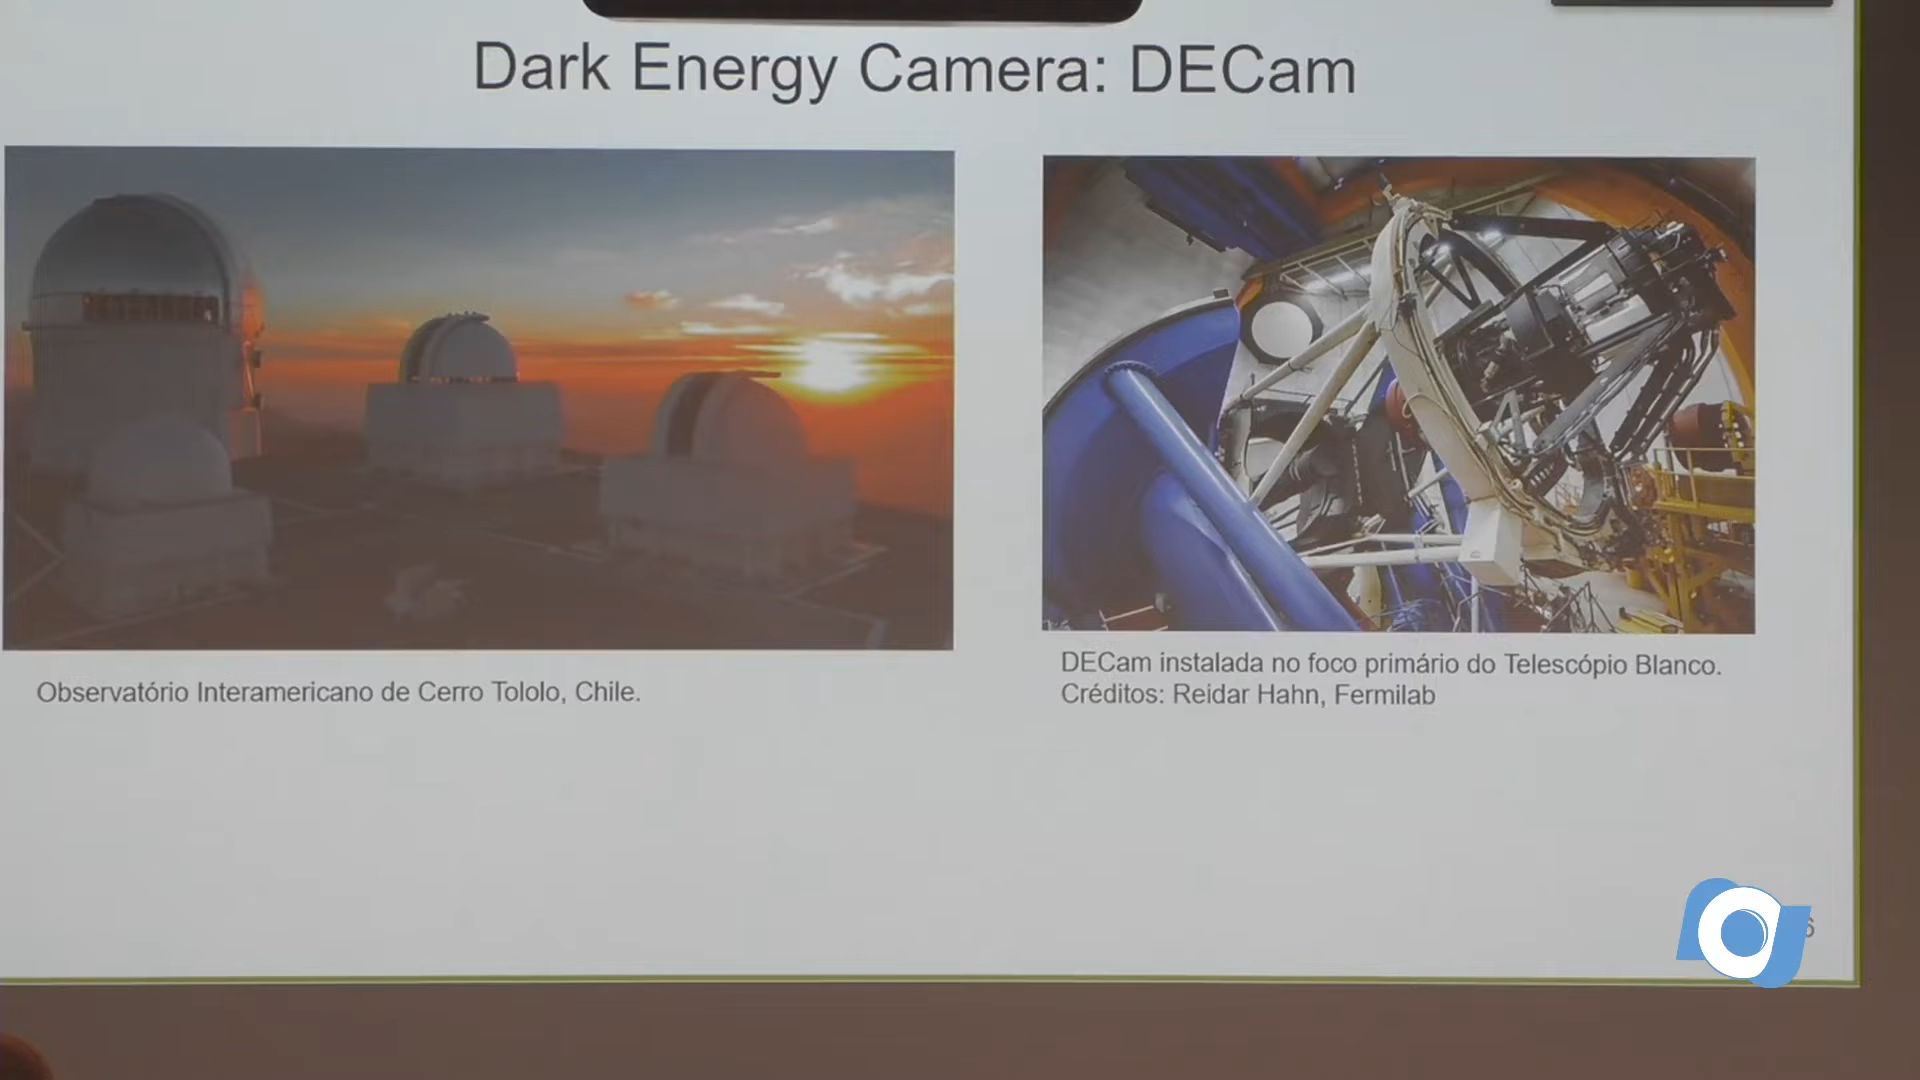 Dark Energy Camera: DECam
Observatório Interamericano de Cerro Tololo, Chile.
DECam instalada no foco primário do Telescópio Blanco.
Créditos: Reidar Hahn, Fermilab